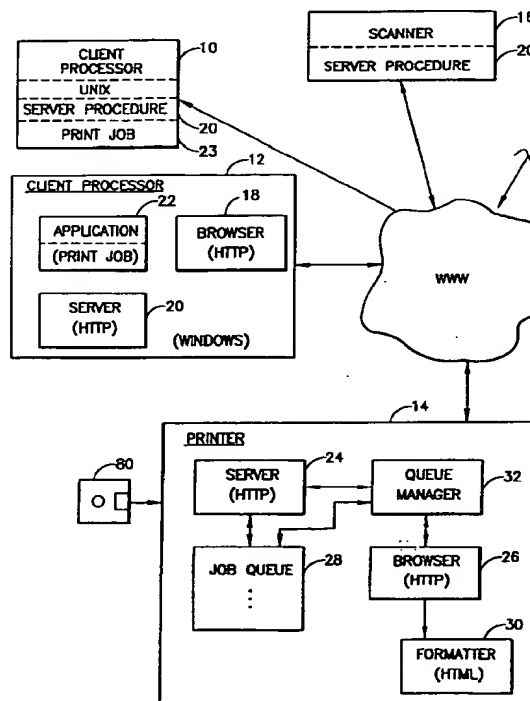 CLIENT
PROCESSOR
UNIX
SERVER PROCEDURE
PRINT JOB
10
20
23
SCANNER
SERVER PROCEDURE
20
12
CLIENT PROCESSOR
22
APPLICATION
(PRINT JOB)
18
BROWSER
(HTTP)
SERVER
(HTTP)
20
(WINDOWS)
WWW
14
PRINTER
80
24
SERVER
(HTTP)
QUEUE
MANAGER
32
JOB QUEUE
28
BROWSER
(HTTP)
26
FORMATTER
(HTML)
30